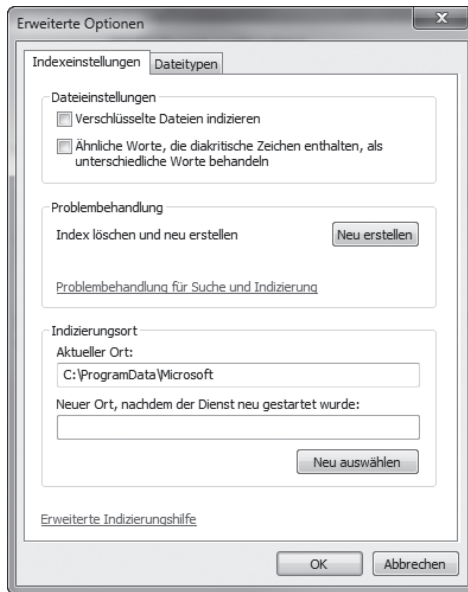 Erweiterte Optionen
Indexeinstellungen Dateitypen
Dateieinstellungen
Verschlüsselte Dateien indizieren
Ähnliche Worte, die diakritische Zeichen enthalten, als
unterschiedliche Worte behandeln
Problembehandlung
Index löschen und neu erstellen Neu erstellen
Problembehandlung für Suche und Indizierung
Indizierungsort
Aktueller Ort:
C:\ProgramData\Microsoft
Neuer Ort, nachdem der Dienst neu gestartet wurde:
Neu auswählen
Erweiterte Indizierungshilfe
OK Abbrechen